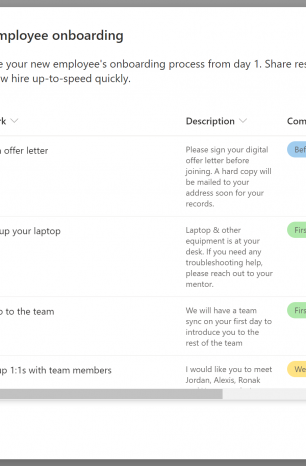 mployee onboarding
e your new employee's onboarding process from day 1. Share res
w hire up-to-speed quickly.
rk Description Com
offer letter
Please sign your digital
offer letter before
joining. A hard copy will
be mailed to your
address soon for your
records.
Bef
up your laptop
Laptop & other
equipment is at your
desk. If you need any
troubleshooting help,
please reach out to your
mentor.
Firs
o to the team
We will have a team
sync on your first day to
introduce you to the
rest of the team
Firs
up 1:1s with team members
I would like you to meet
Jordan, Alexis, Ronak
We